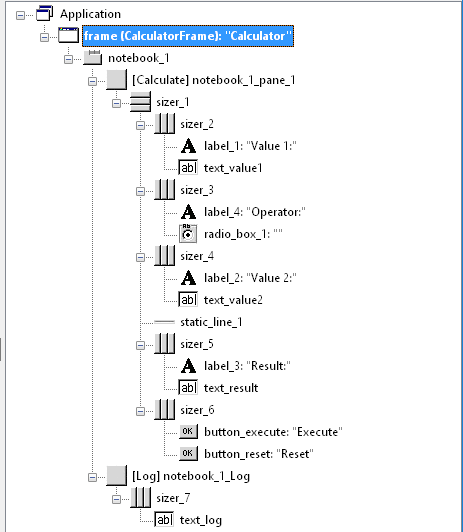 Application
frame (CalculatorFrame): "Calculator"
notebook_1
[Calculate] notebook_1_pane_1
sizer_1
sizer_2
A label_1: "Value 1:"
ab| text_value1
sizer_3
A label_4: "Operator:"
radio_box_1: ""
sizer_4
A label_2: "Value 2:"
ab| text_value2
static_line_1
sizer_5
A label_3: "Result:"
ab| text_result
sizer_6
OK button_execute: "Execute"
OK button_reset: "Reset"
[Log] notebook_1_Log
sizer_7
ab| text_log